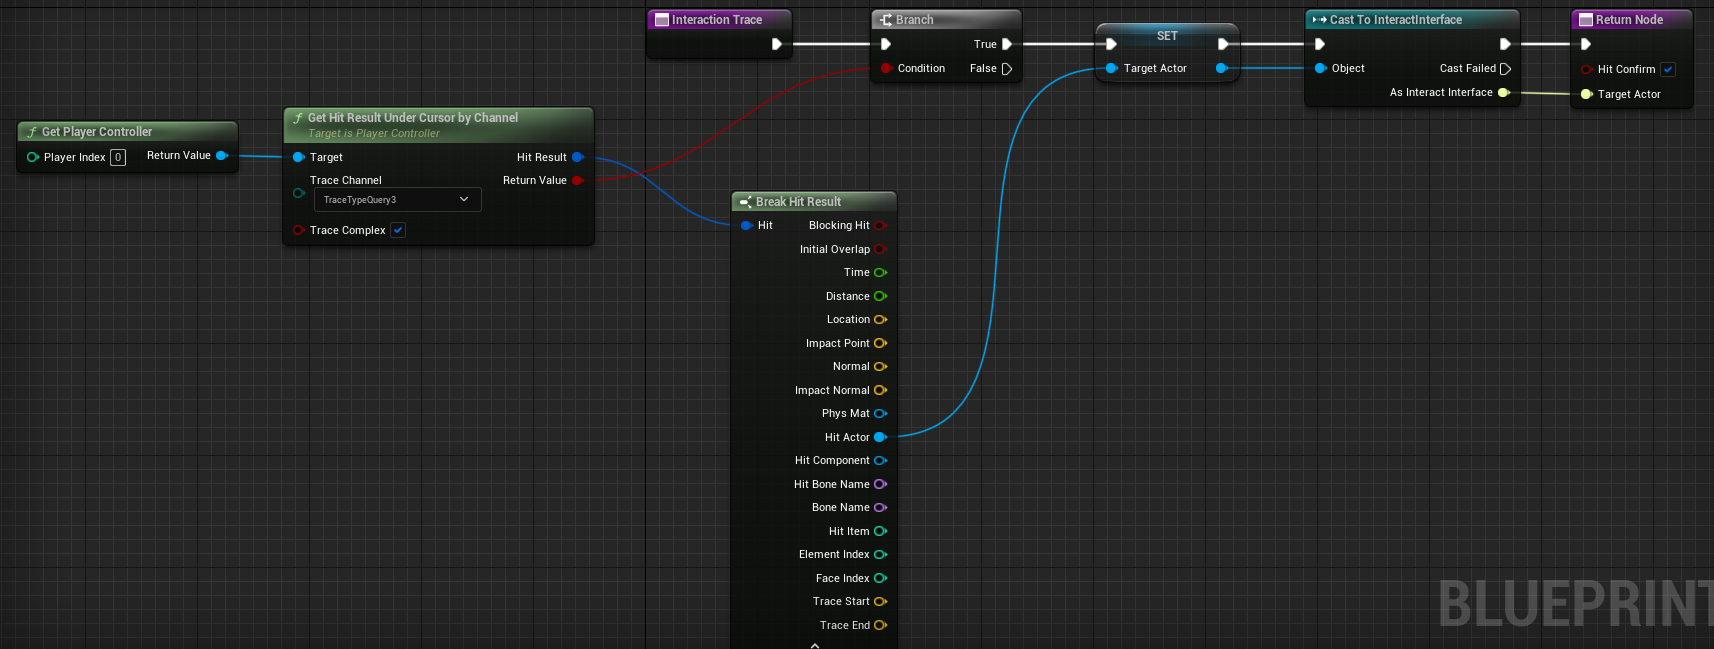 Interaction Trace
Branch
True
Condition
False
SET
Target Actor
Cast To InteractInterface
Object
Cast Failed
As Interact Interface
Return Node
Hit Confirm
Target Actor
Get Player Controller
Player Index 0
Return Value
f Get Hit Result Under Cursor by Channel
Target is Player Controller
Target
Hit Result
Trace Channel
Return Value
TraceTypeQuery3
Trace Complex
Break Hit Result
Hit
Blocking Hit
Initial Overlap
Time
Distance
Location
Impact Point
Normal
Impact Normal
Phys Mat
Hit Actor
Hit Component
Hit Bone Name
Bone Name
Hit Item
Element Index
Face Index
Trace Start
Trace End
BLUEPRINT